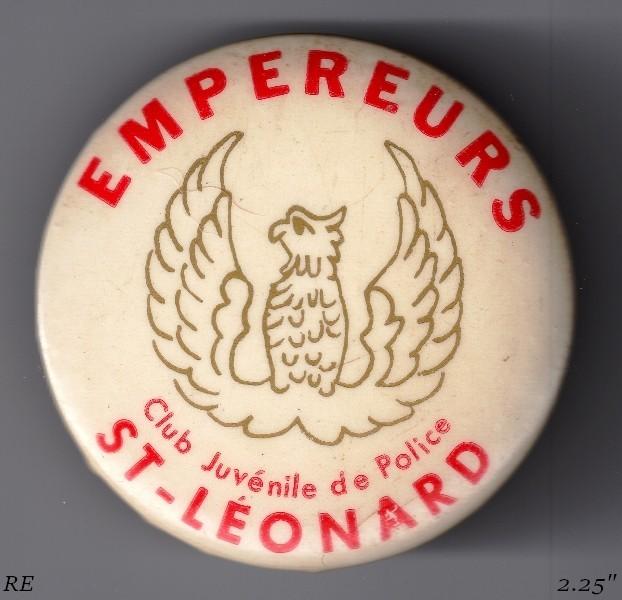 EMPEREURS
Club Juvénile de Police
ST-LÉONARD
RE
2.25"